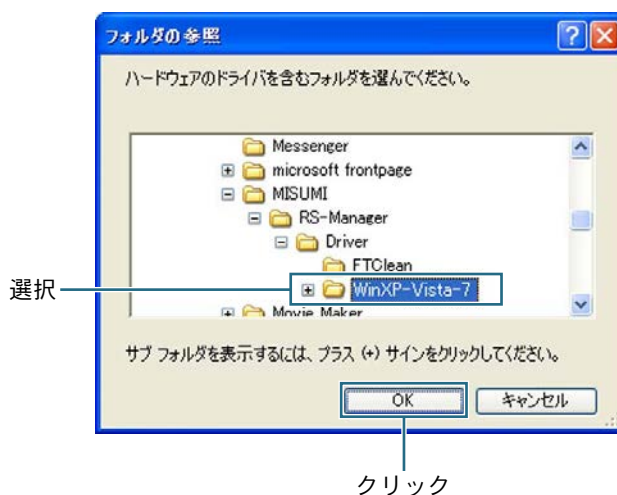 フォルダの参照
ハードウェアのドライバを含むフォルダを選んでください。
Messenger
microsoft frontpage
MISUMI
RS-Manager
Driver
FTClean
WinXP-Vista-7
Movie Maker
選択
サブ フォルダを表示するには、プラス (+) サインをクリックしてください。
OK
キャンセル
クリック